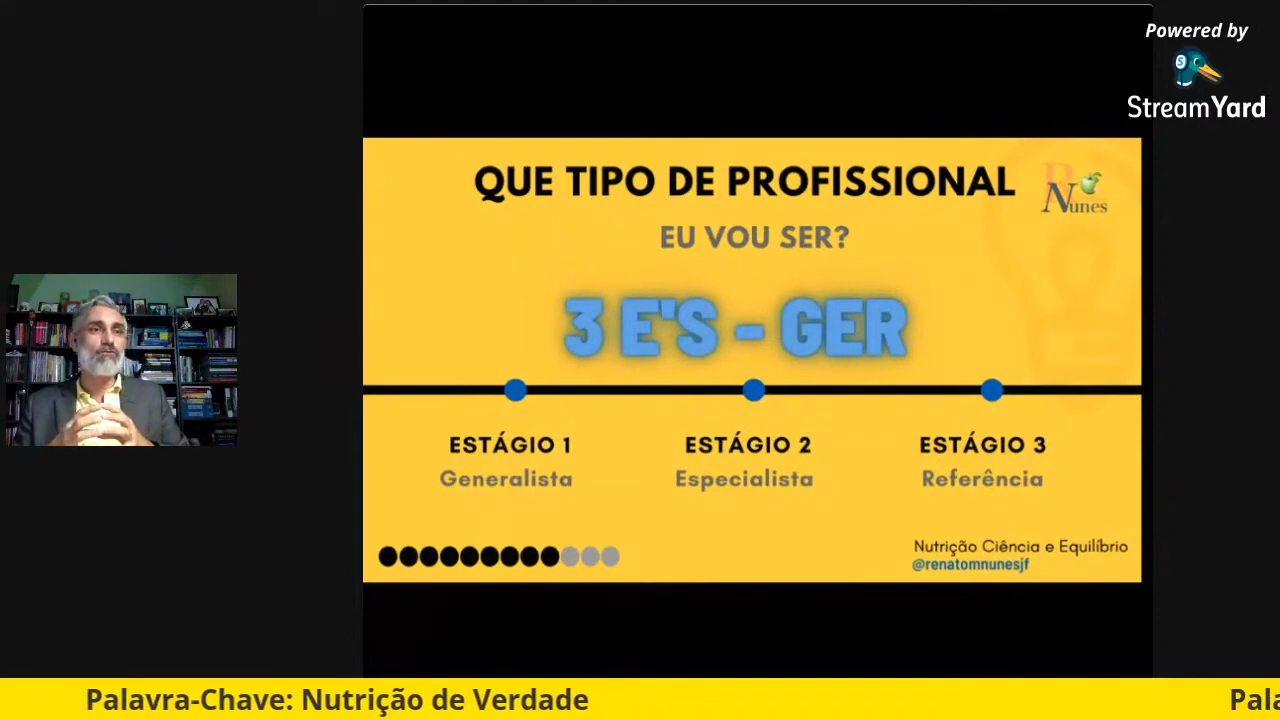 Powered by
StreamYard
QUE TIPO DE PROFISSIONAL
EU VOU SER?
R
Nunes
3 E'S - GER
ESTÁGIO 1
Generalista
ESTÁGIO 2
Especialista
ESTÁGIO 3
Referência
Nutrição Ciência e Equilíbrio
@renatomnunesjf
Palavra-Chave: Nutrição de Verdade
Pala